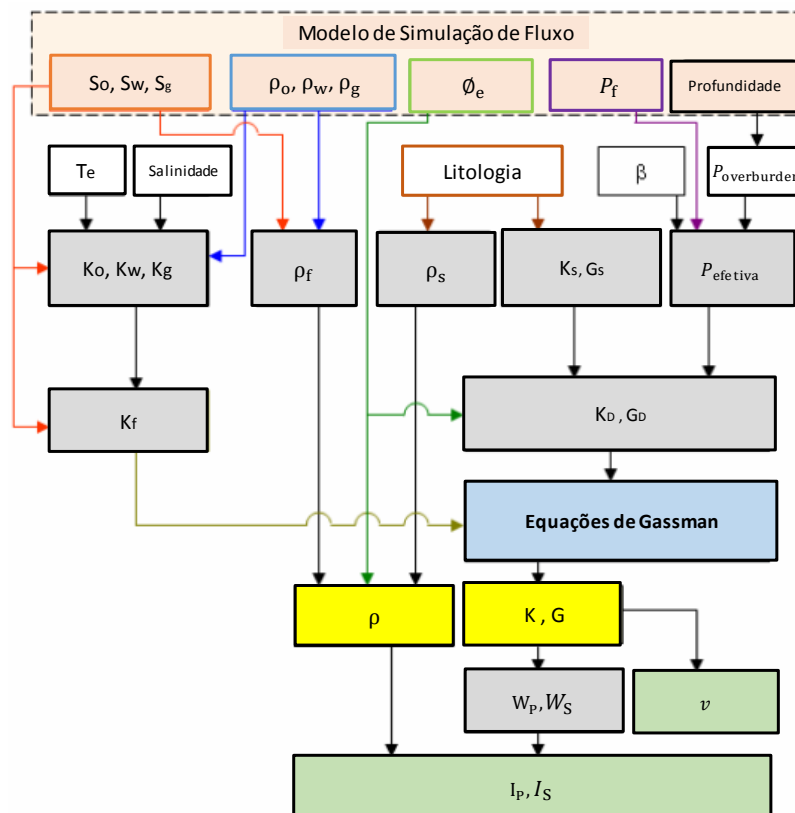 Modelo de Simulação de Fluxo
So, Sw, Sg
ρo, ρw, ρg
Ø e
Pf
Profundidade
Te
Salinidade
Litologia
β
Poverburder
Ko, Kw, Kg
ρf
ρs
Ks, Gs
Pefetiva
Kf
KD , GD
Equações de Gassman
ρ
K , G
WP, WS
v
IP, IS